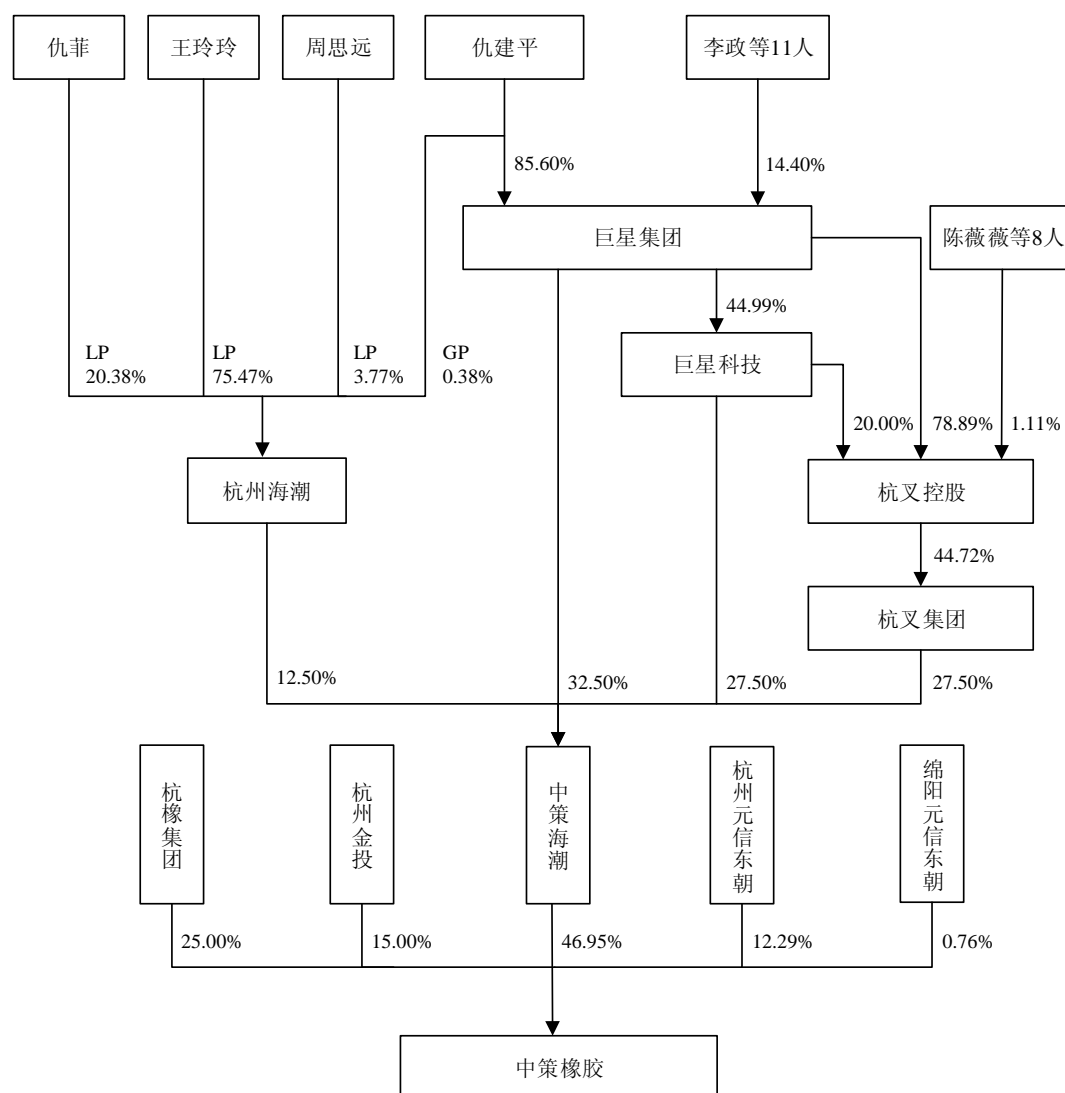 仇菲
王玲玲
周思远
仇建平
李政等11人
85.60%
14.40%
巨星集团
陈薇薇等8人
44.99%
巨星科技
LP
20.38%
LP
75.47%
LP
3.77%
GP
0.38%
20.00%
78.89%
1.11%
杭州海潮
杭叉控股
44.72%
杭叉集团
12.50%
32.50%
27.50%
27.50%
杭橡集团
杭州金投
中策海潮
杭州元信东朝
绵阳元信东朝
25.00%
15.00%
46.95%
12.29%
0.76%
中策橡胶